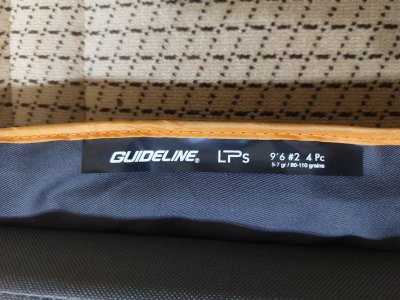 GUIDELINE® LPs 9'6 #2 4 Pc
5-7 gr / 80-110 grains